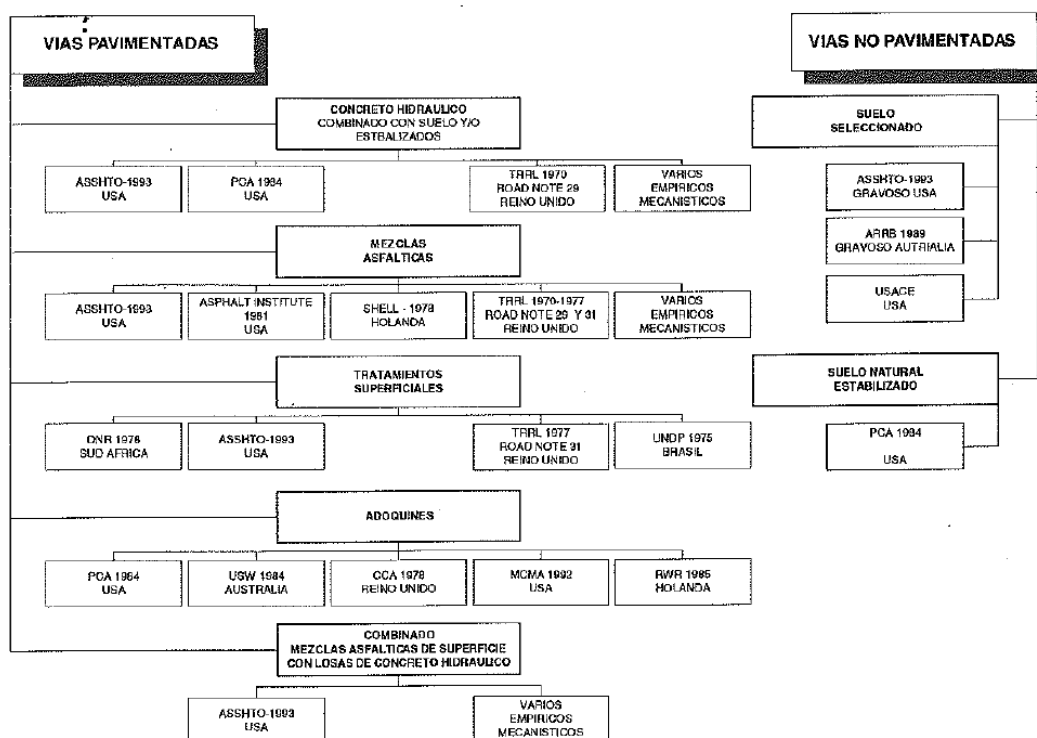 VIAS PAVIMENTADAS
VIAS NO PAVIMENTADAS
CONCRETO HIDRAULICO
COMBINADO CON SUELO Y/O
ESTBALIZADOS
ASSHTO-1993
USA
PCA 1984
USA
TRRL 1970
ROAD NOTE 29
REINO UNIDO
VARIOS
EMPIRICOS
MECANISTICOS
MEZCLAS
ASFALTICAS
ASSHTO-1993
USA
ASPHALT INSTITUTE
1981
USA
SHELL - 1978
HOLANDA
TRRL 1970-1977
ROAD NOTE 29 Y 31
REINO UNIDO
VARIOS
EMPIRICOS
MECANISTICOS
TRATAMIENTOS
SUPERFICIALES
DNR 1978
SUD AFRICA
ASSHTO-1993
USA
TRRL 1977
ROAD NOTE 31
REINO UNIDO
UNDP 1975
BRASIL
ADOQUINES
PCA 1984
USA
USW 1984
AUSTRALIA
CCA 1978
REINO UNIDO
MCMA 1992
USA
RWR 1985
HOLANDA
COMBINADO
MEZCLAS ASFALTICAS DE SUPERFICIE
CON LOSAS DE CONCRETO HIDRAULICO
ASSHTO-1993
USA
VARIOS
EMPIRICOS
MECANISTICOS
SUELO
SELECCIONADO
ASSHTO-1993
GRAVOSO USA
ARRB 1989
GRAVOSO AUTRIALIA
USACE
USA
SUELO NATURAL
ESTABILIZADO
PCA 1984
USA